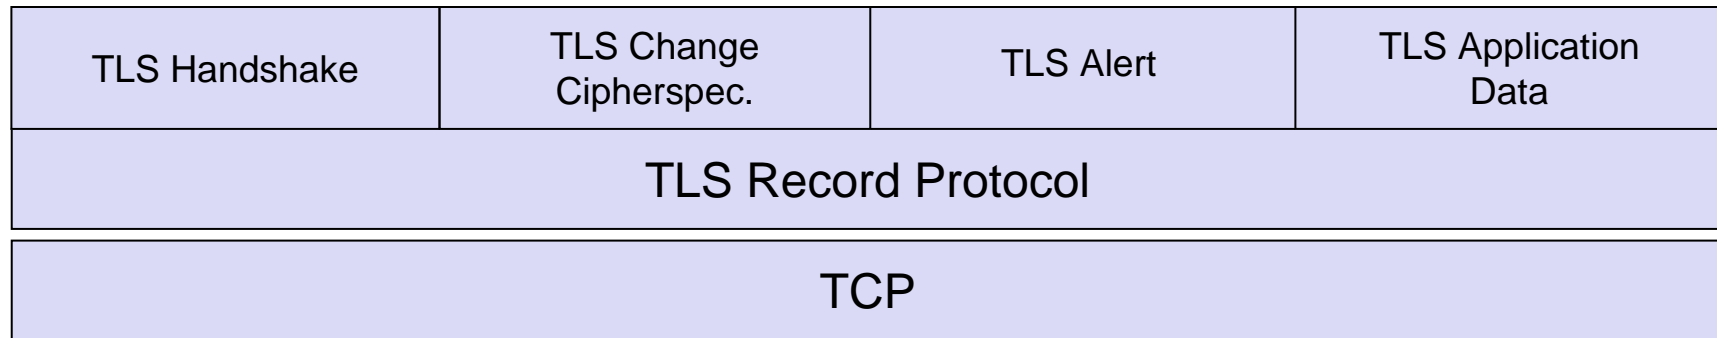 TLS Handshake
TLS Change
Cipherspec.
TLS Alert
TLS Application
Data
TLS Record Protocol
TCP